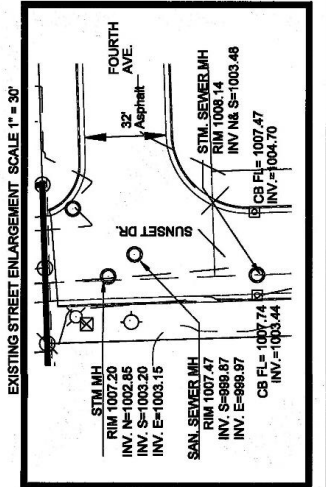 EXISTING STREET ENLARGEMENT SCALE 1" = 30'
FOURTH
AVE.
32'
Asphalt
SUNSET DR.
STM. SEWER MH
RIM 1008.14
INV N& S=1003.48
CB FL= 1007.47
INV.=1004.70
STM MH
RIM 1007.20
INV. N=1002.85
INV. S=1003.20
INV. E=1003.15
SAN. SEWER MH
RIM 1007.47
INV. S=989.87
INV. E=989.97
CB FL= 1007.74
INV.=1003.44